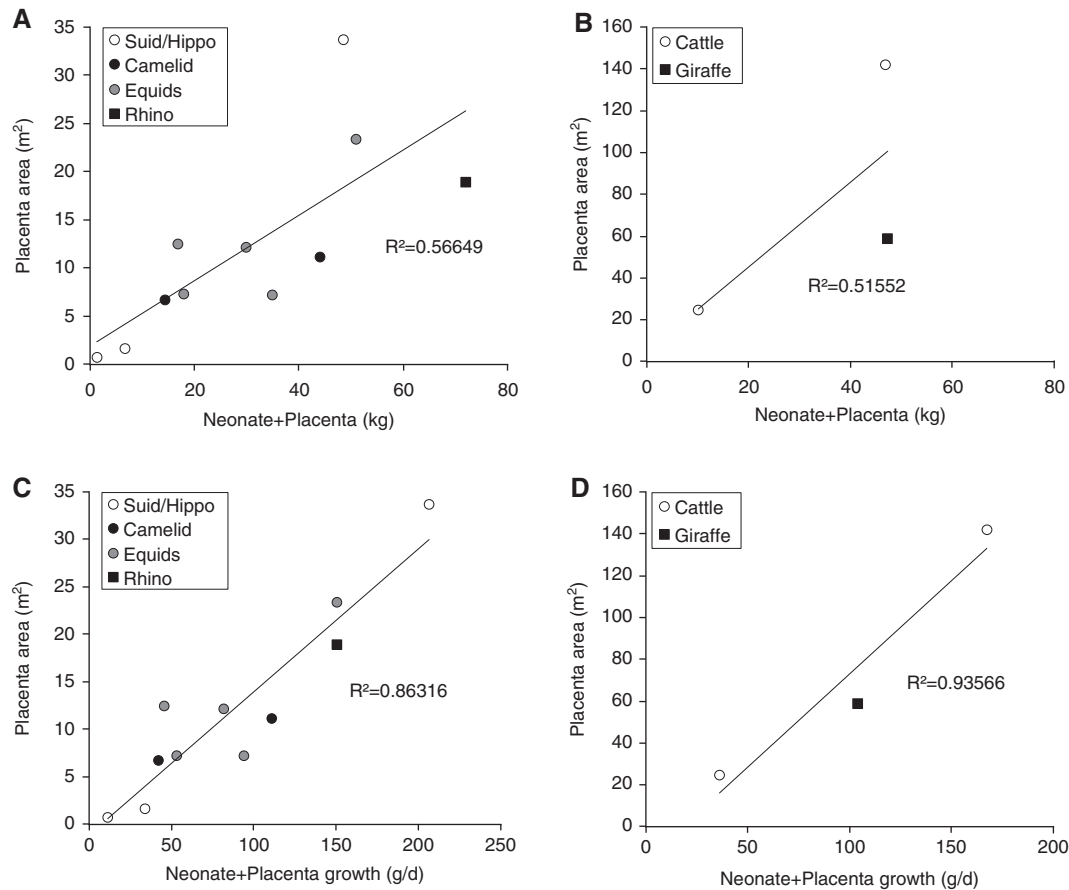 A
35
30
25
20
15
10
5
0
Placenta area (m²)
Suid/Hippo
Camelid
Equids
Rhino
R²=0.56649
0 20 40 60 80
Neonate+Placenta (kg)
B
160
140
120
100
80
60
40
20
0
Placenta area (m²)
Cattle
Giraffe
R²=0.51552
0 20 40 60 80
Neonate+Placenta (kg)
C
35
30
25
20
15
10
5
0
Placenta area (m²)
Suid/Hippo
Camelid
Equids
Rhino
R²=0.86316
0 50 100 150 200 250
Neonate+Placenta growth (g/d)
D
160
140
120
100
80
60
40
20
0
Placenta area (m²)
Cattle
Giraffe
R²=0.93566
0 50 100 150 200
Neonate+Placenta growth (g/d)